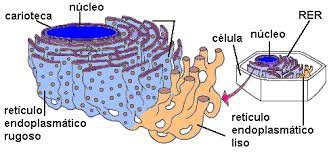 núcleo
carioteca
retículo
endoplasmático
rugoso
RER
célula
núcleo
retículo
endoplasmático
liso